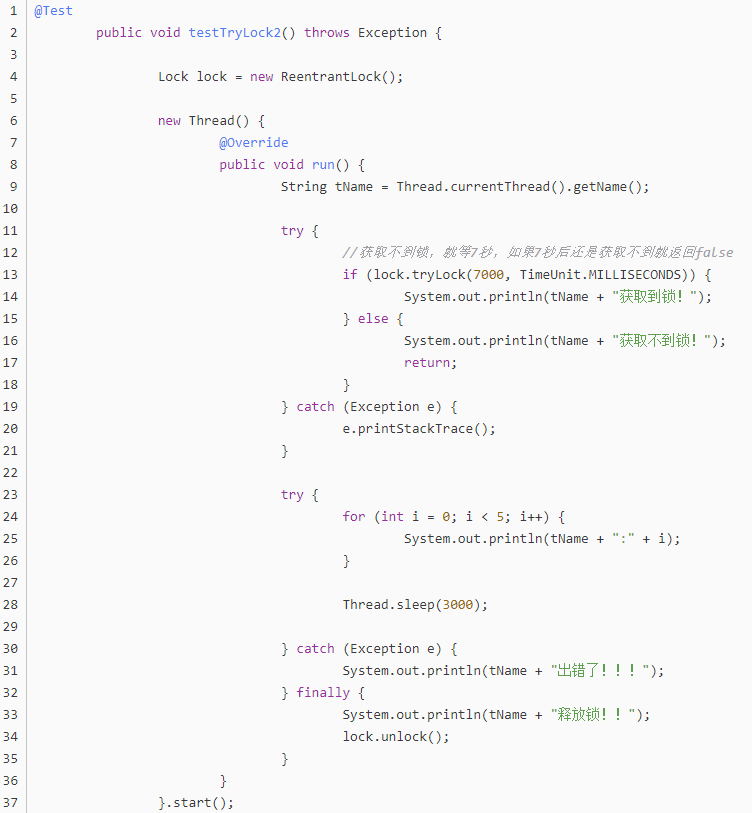 1 @Test
2 public void testTryLock2() throws Exception {
3
4 Lock lock = new ReentrantLock();
5
6 new Thread() {
7 @Override
8 public void run() {
9 String tName = Thread.currentThread().getName();
10
11 try {
12 //获取不到锁，就等7秒，如果7秒后还是获取不到就返回false
13 if (lock.tryLock(7000, TimeUnit.MILLISECONDS)) {
14 System.out.println(tName + "获取到锁！");
15 } else {
16 System.out.println(tName + "获取不到锁！");
17 return;
18 }
19 } catch (Exception e) {
20 e.printStackTrace();
21 }
22
23 try {
24 for (int i = 0; i < 5; i++) {
25 System.out.println(tName + ":" + i);
26 }
27
28 Thread.sleep(3000);
29
30 } catch (Exception e) {
31 System.out.println(tName + "出错了！！！");
32 } finally {
33 System.out.println(tName + "释放锁！！");
34 lock.unlock();
35 }
36 }
37 }.start();